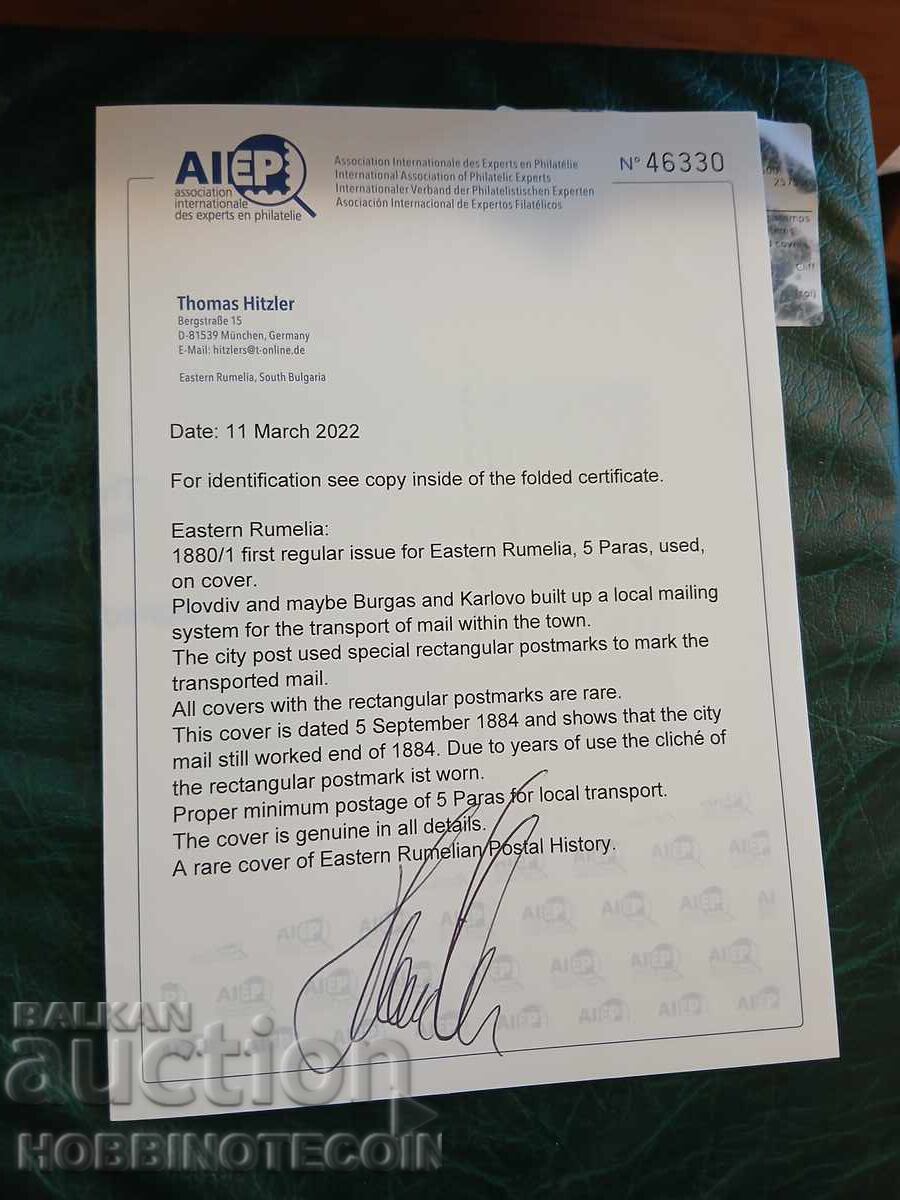 AIEP
association
internationale
des experts en philatelie
Association Internationale des Experts en Philatélie
International Association of Philatelic Experts
Internationaler Verband der Philatelistischen Experten
Asociación Internacional de Expertos Filatélicos
N° 46330
Thomas Hitzler
Bergstraße 15
D-81539 München, Germany
E-Mail: hitzlers@t-online.de
Eastern Rumelia, South Bulgaria
Date: 11 March 2022
For identification see copy inside of the folded certificate.
Eastern Rumelia:
1880/1 first regular issue for Eastern Rumelia, 5 Paras, used,
on cover.
Plovdiv and maybe Burgas and Karlovo built up a local mailing
system for the transport of mail within the town.
The city post used special rectangular postmarks to mark the
transported mail.
All covers with the rectangular postmarks are rare.
This cover is dated 5 September 1884 and shows that the city
mail still worked end of 1884. Due to years of use the cliché of
the rectangular postmark ist worn.
Proper minimum postage of 5 Paras for local transport.
The cover is genuine in all details.
A rare cover of Eastern Rumelian Postal History.
BALKAN
auction
HOBBINOTECOIN